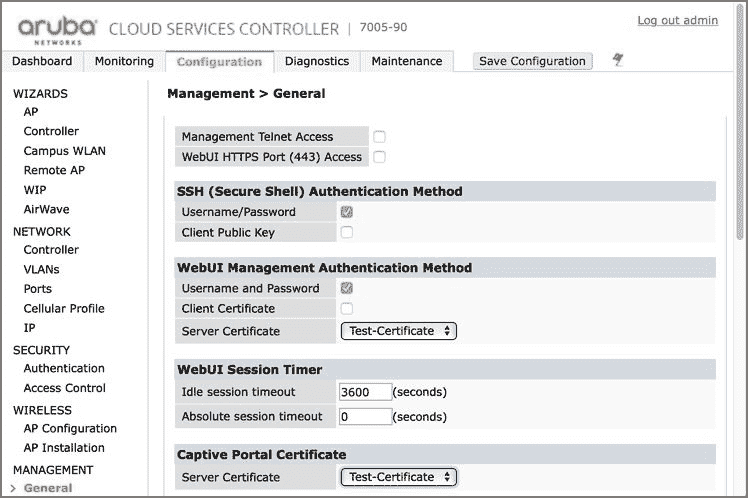 aruba NETWORKS CLOUD SERVICES CONTROLLER | 7005-90
Log out admin
Dashboard Monitoring Configuration Diagnostics Maintenance Save Configuration
WIZARDS
AP
Controller
Campus WLAN
Remote AP
WIP
AirWave
NETWORK
Controller
VLANs
Ports
Cellular Profile
IP
SECURITY
Authentication
Access Control
WIRELESS
AP Configuration
AP Installation
MANAGEMENT
> General
Management > General
Management Telnet Access
WebUI HTTPS Port (443) Access
SSH (Secure Shell) Authentication Method
Username/Password
Client Public Key
WebUI Management Authentication Method
Username and Password
Client Certificate
Server Certificate Test-Certificate
WebUI Session Timer
Idle session timeout 3600 (seconds)
Absolute session timeout 0 (seconds)
Captive Portal Certificate
Server Certificate Test-Certificate